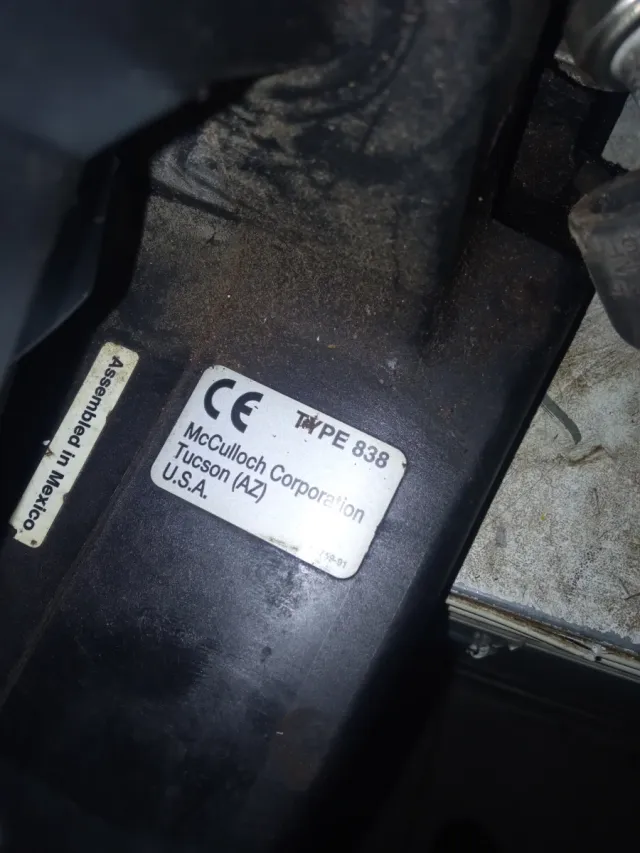 Assembled in Mexico
CE TYPE 838
McCulloch Corporation
Tucson (AZ)
U.S.A.